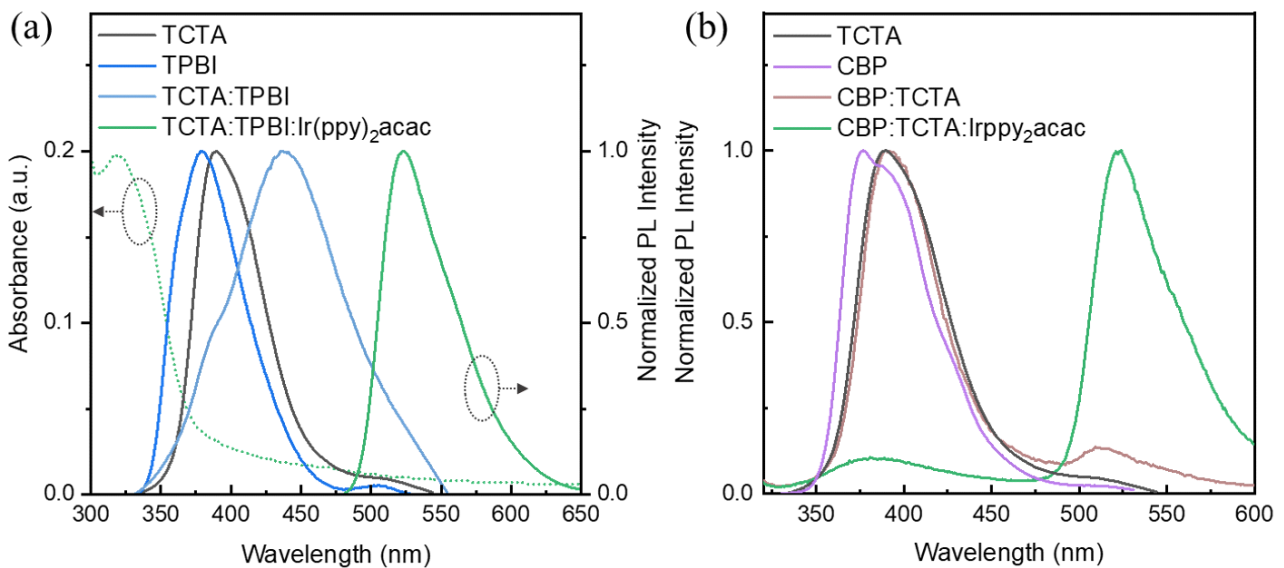 (a)
TCTA
TPBI
TCTA:TPBI
TCTA:TPBI:Ir(ppy)₂acac
0.2
0.1
0.0
Absorbance (a.u.)
1.0
0.5
0.0
Normalized PL Intensity
300 350 400 450 500 550 600 650
Wavelength (nm)
(b)
TCTA
CBP
CBP:TCTA
CBP:TCTA:Irppy₂acac
1.0
0.5
0.0
Normalized PL Intensity
350 400 450 500 550 600
Wavelength (nm)